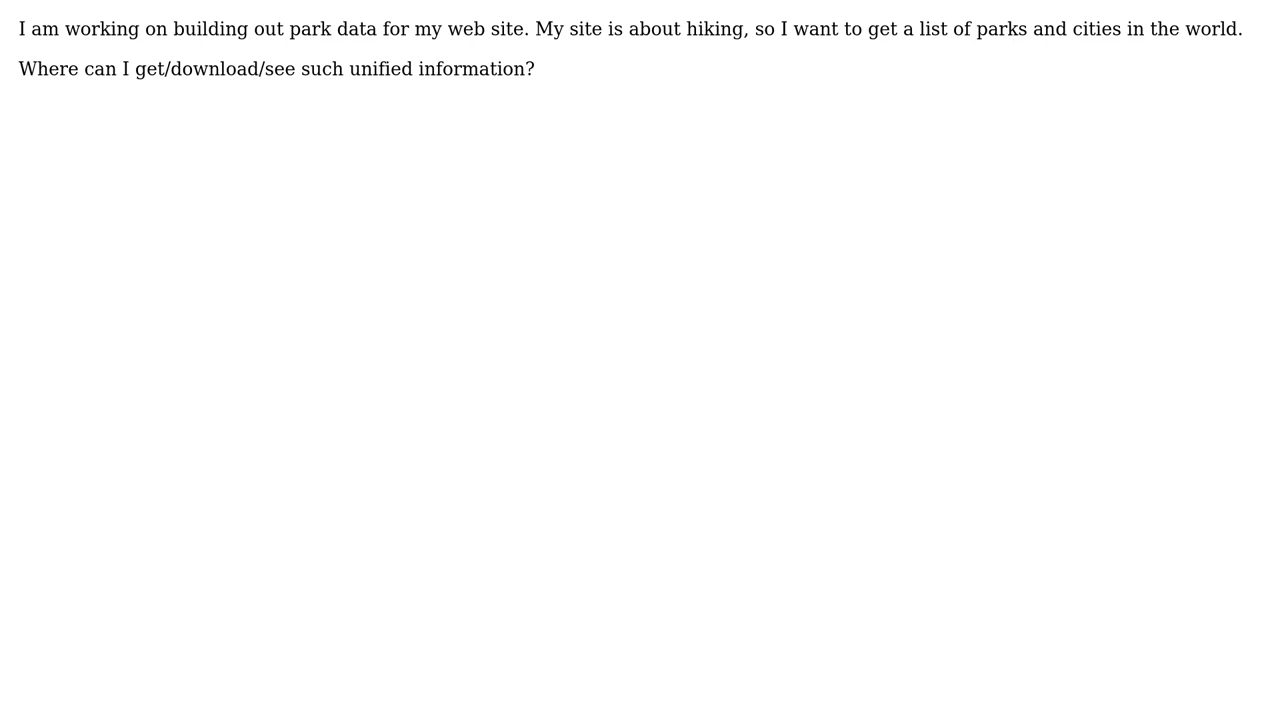 I am working on building out park data for my web site. My site is about hiking, so I want to get a list of parks and cities in the world.
Where can I get/download/see such unified information?